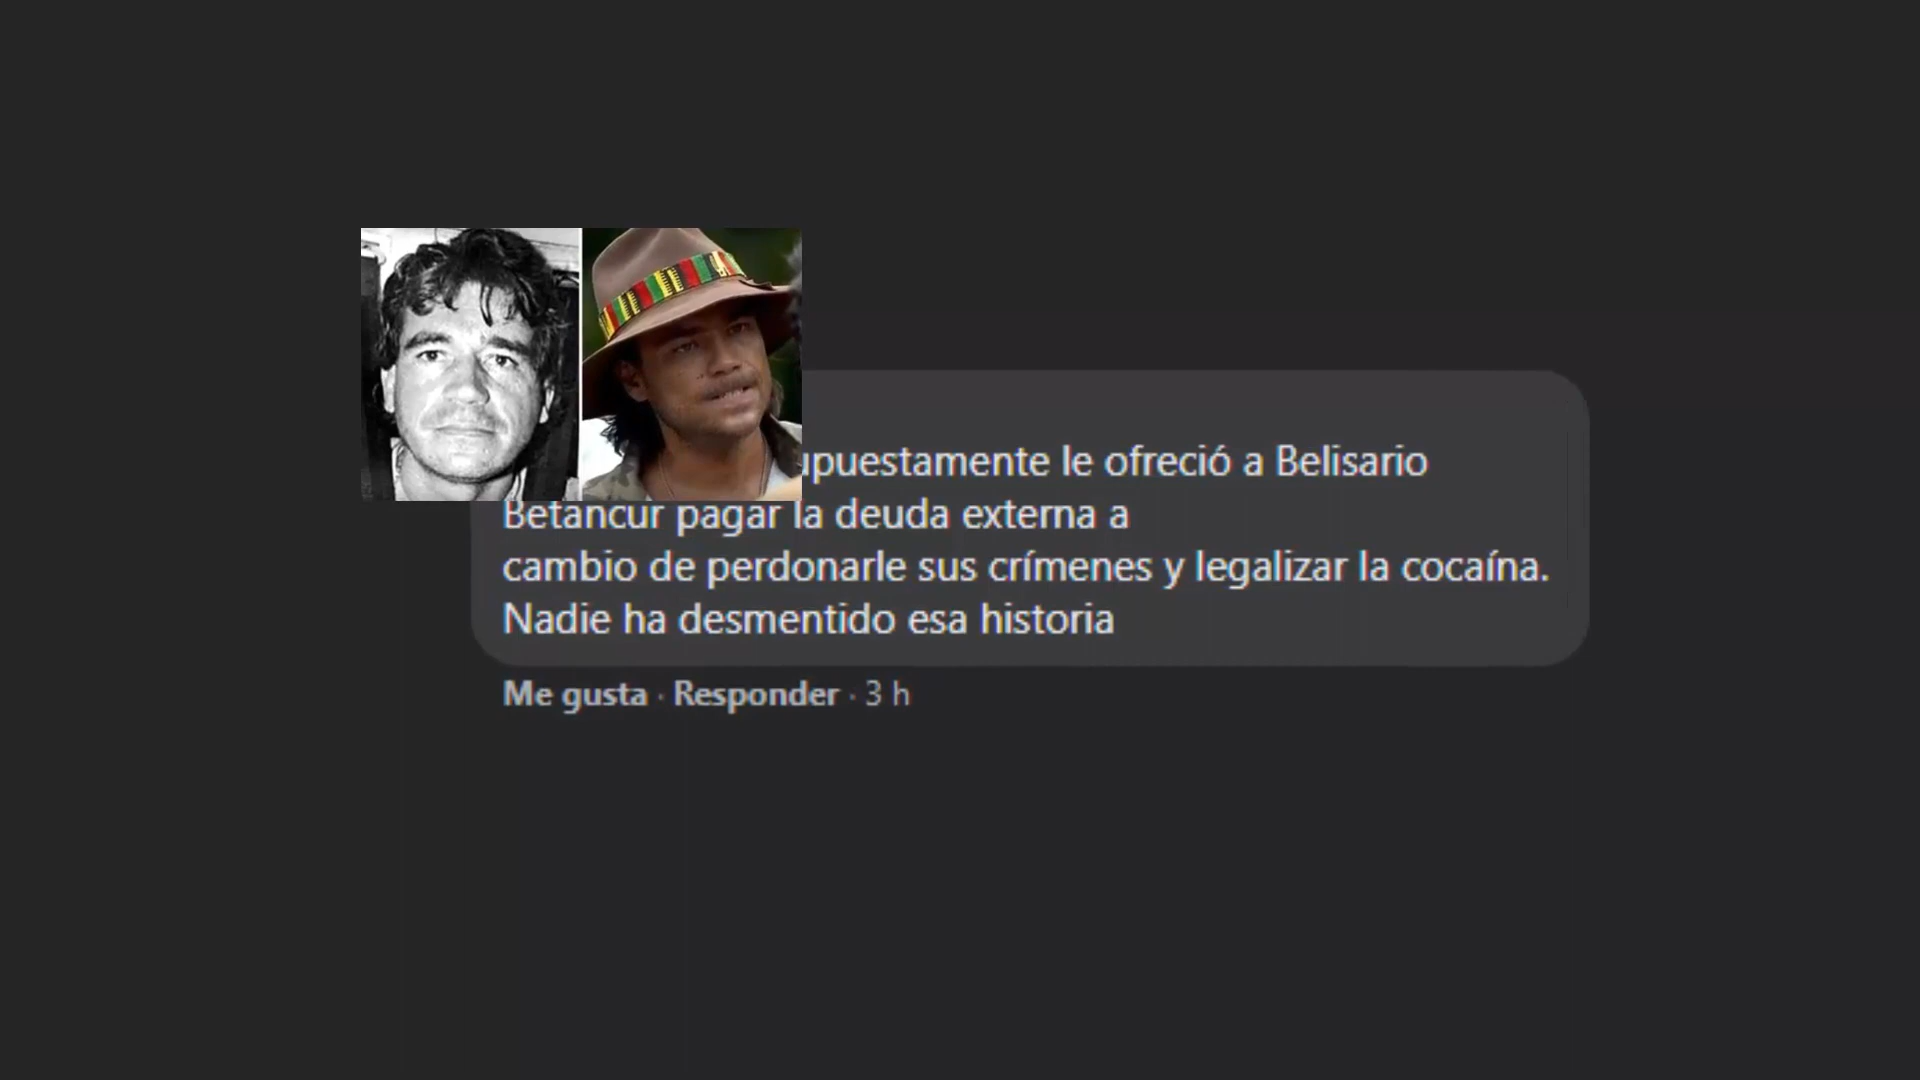 upuestamente le ofreció a Belisario
Betancur pagar la deuda externa a
cambio de perdonarle sus crímenes y legalizar la cocaína.
Nadie ha desmentido esa historia
Me gusta · Responder · 3 h